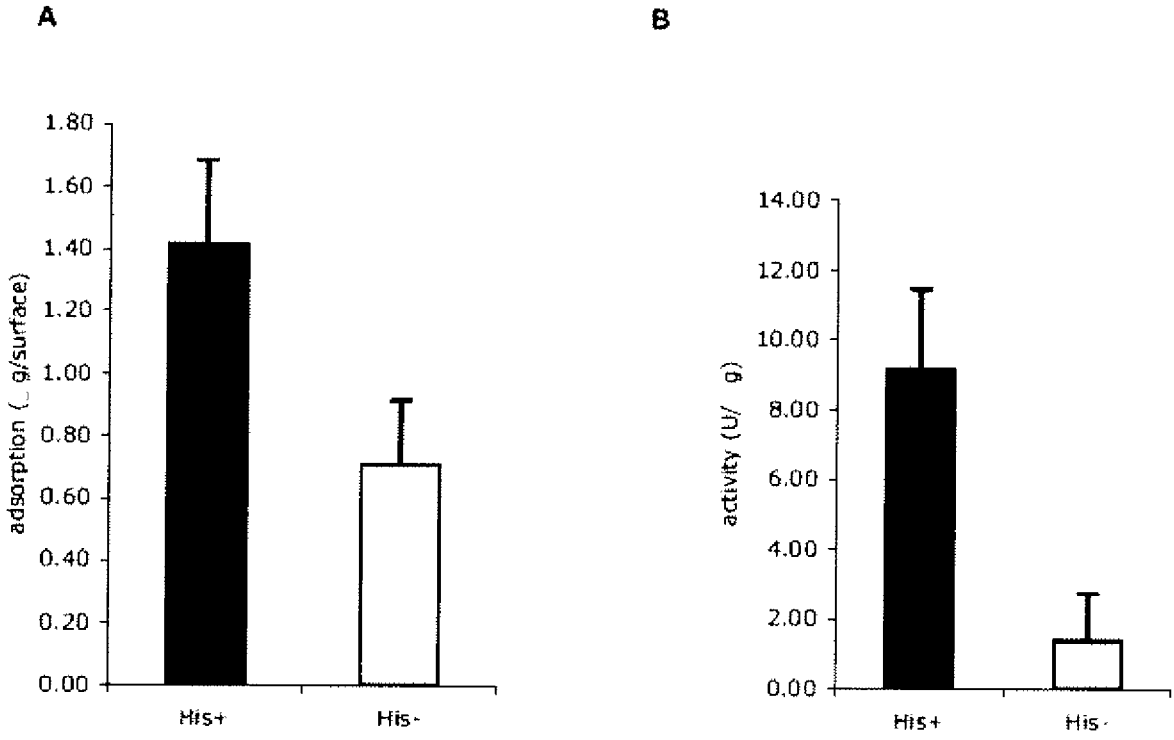 A
1.80
1.60
1.40
1.20
1.00
0.80
0.60
0.40
0.20
0.00
adsorption (_ g/surface)
His+
His-
B
14.00
12.00
10.00
8.00
6.00
4.00
2.00
0.00
activity (U/ g)
His+
His-